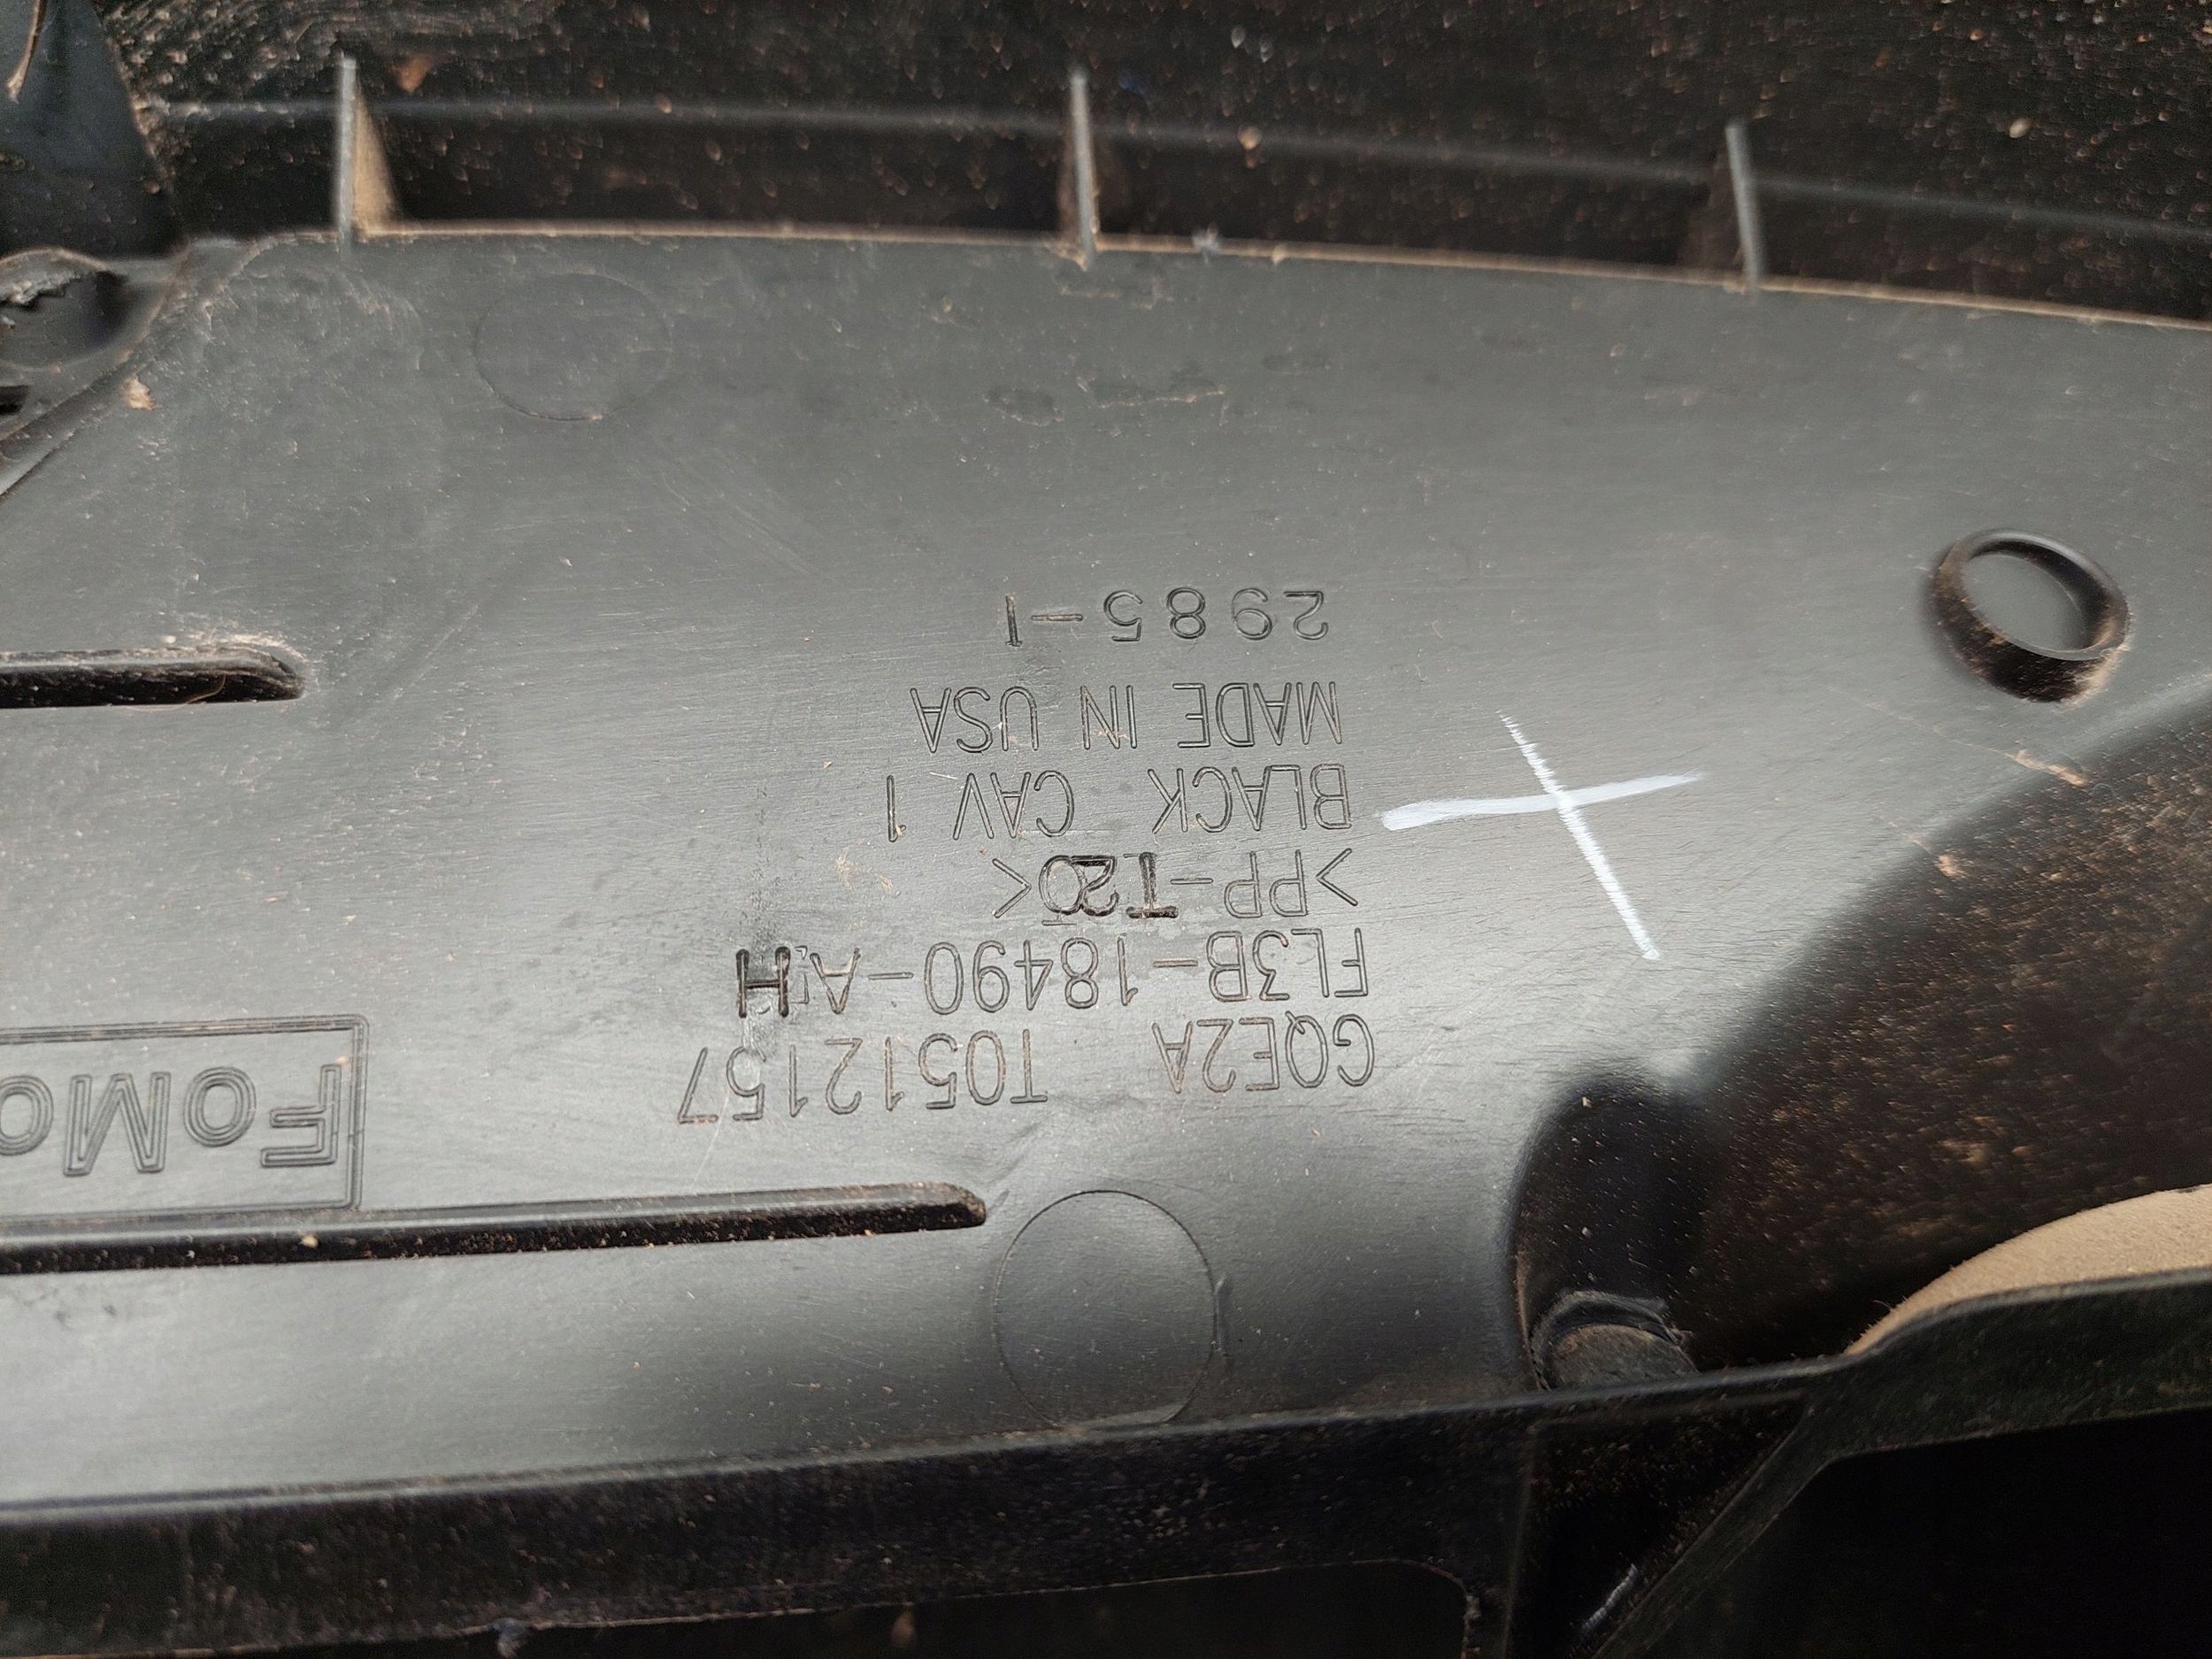 GQE2A T0512157
FL3B-18490-AH
>PP-T20<
BLACK CAV 1
MADE IN USA
2985-1
FoMo